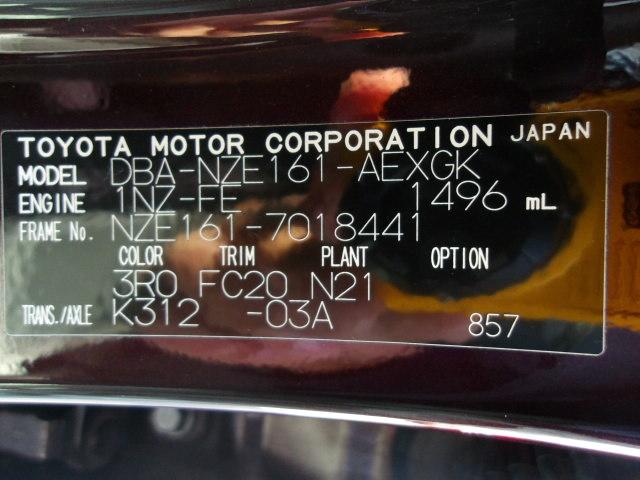 TOYOTA MOTOR CORPORATION JAPAN
MODEL DBA-NZE161-AEXGK
ENGINE 1NZ-FE 1496 mL
FRAME No. NZE161-7018441
COLOR TRIM PLANT OPTION
3R0 FC20 N21
TRANS./AXLE K312 -03A 857